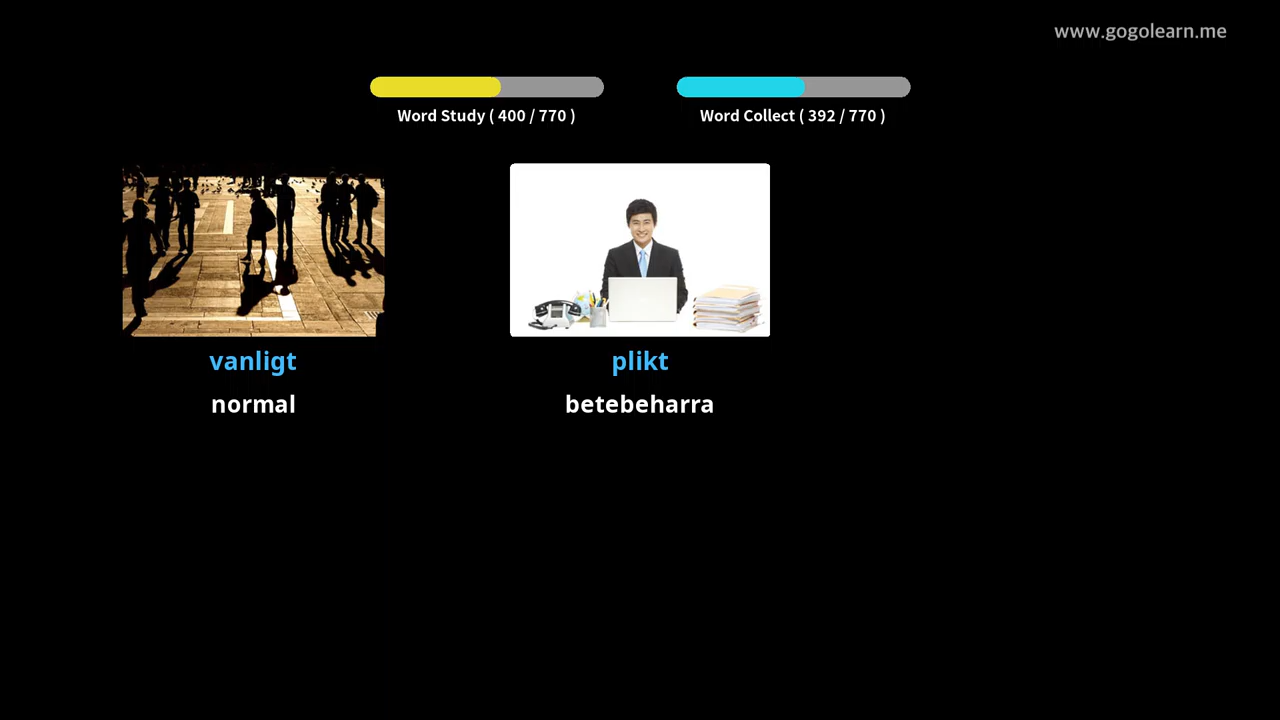 www.gogolearn.me
Word Study ( 400 / 770 )
Word Collect ( 392 / 770 )
vanligt
normal
plikt
betebeharra